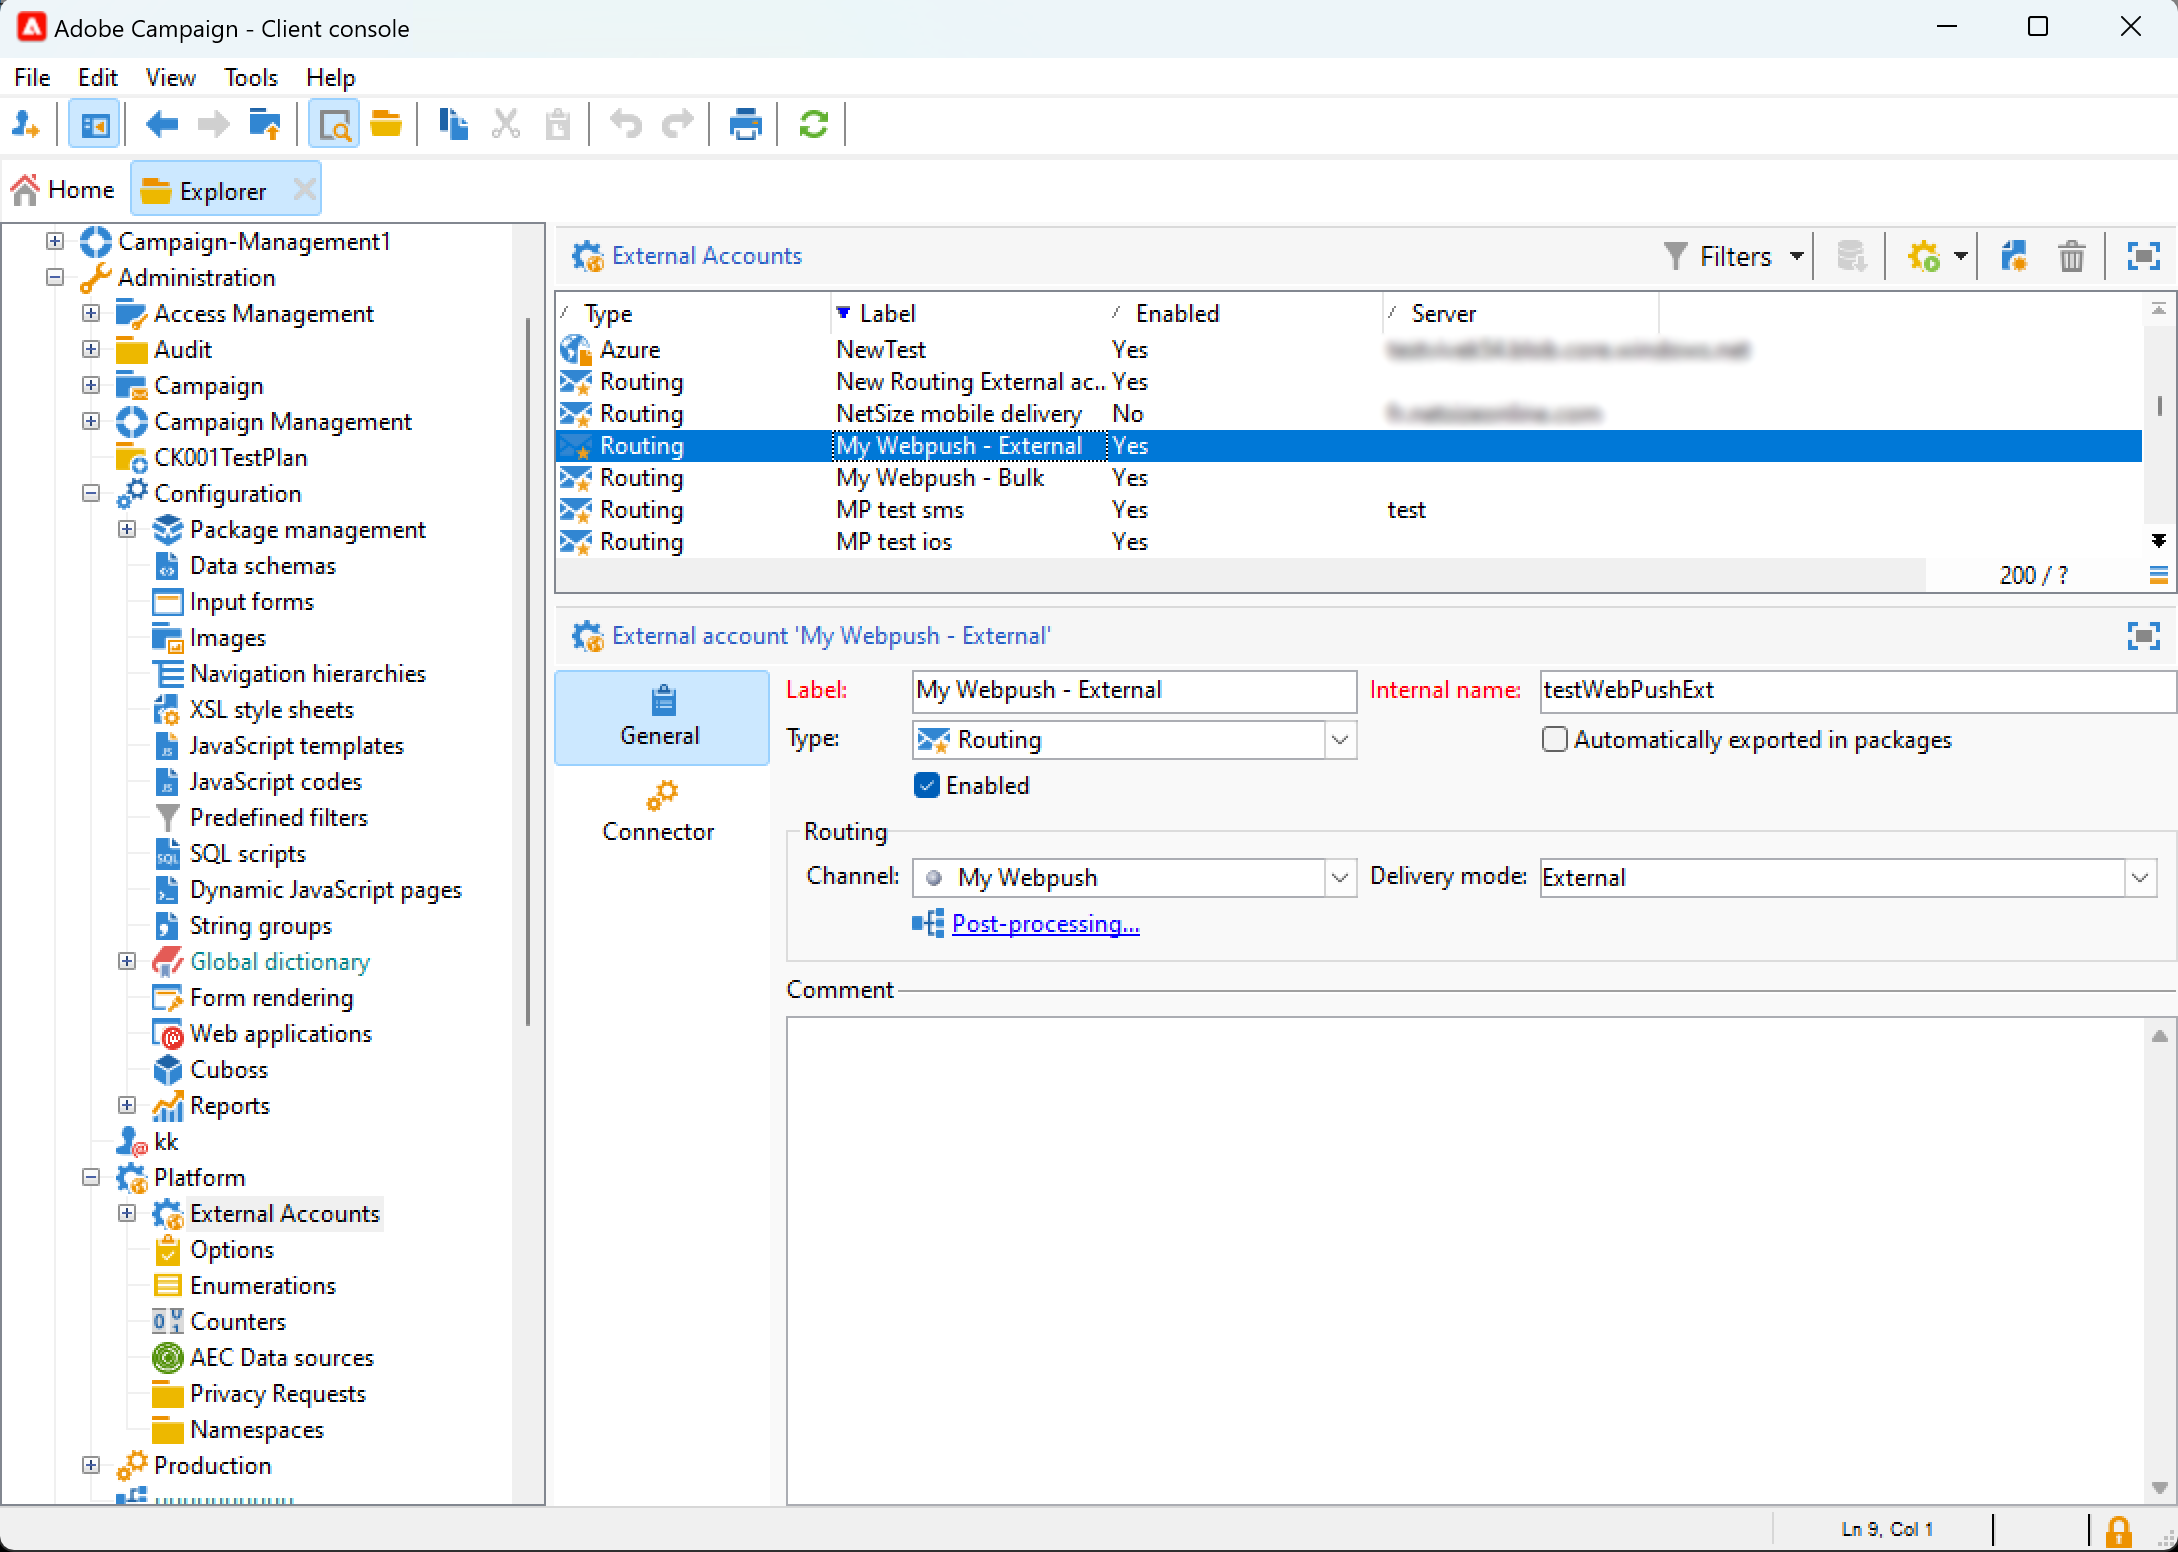 Adobe Campaign - Client console
File Edit View Tools Help
Home Explorer
Campaign-Management1
Administration
Access Management
Audit
Campaign
Campaign Management
CK001TestPlan
Configuration
Package management
Data schemas
Input forms
Images
Navigation hierarchies
XSL style sheets
JavaScript templates
JavaScript codes
Predefined filters
SQL scripts
Dynamic JavaScript pages
String groups
Global dictionary
Form rendering
Web applications
Cuboss
Reports
kk
Platform
External Accounts
Options
Enumerations
Counters
AEC Data sources
Privacy Requests
Namespaces
Production
External Accounts Filters
Type Label Enabled Server
Azure NewTest Yes
Routing New Routing External ac.. Yes
Routing NetSize mobile delivery No
Routing My Webpush - External Yes
Routing My Webpush - Bulk Yes
Routing MP test sms Yes test
Routing MP test ios Yes
200 / ?
External account 'My Webpush - External'
General
Connector
Label: My Webpush - External Internal name: testWebPushExt
Type: Routing Automatically exported in packages
Enabled
Routing
Channel: My Webpush Delivery mode: External
Post-processing...
Comment
Ln 9, Col 1